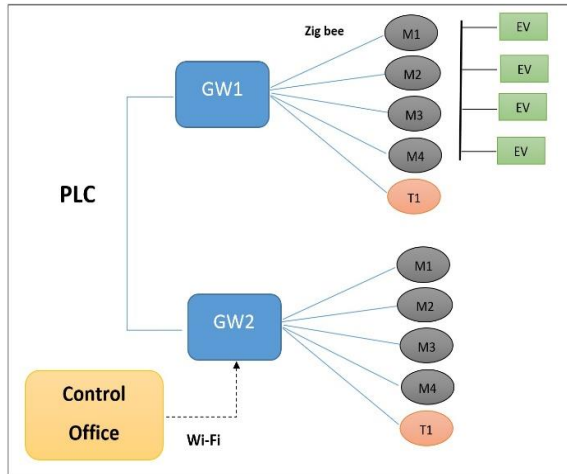 Zig bee
M1
EV
GW1
M2
EV
M3
EV
M4
EV
T1
PLC
M1
GW2
M2
M3
M4
T1
Control
Office
Wi-Fi